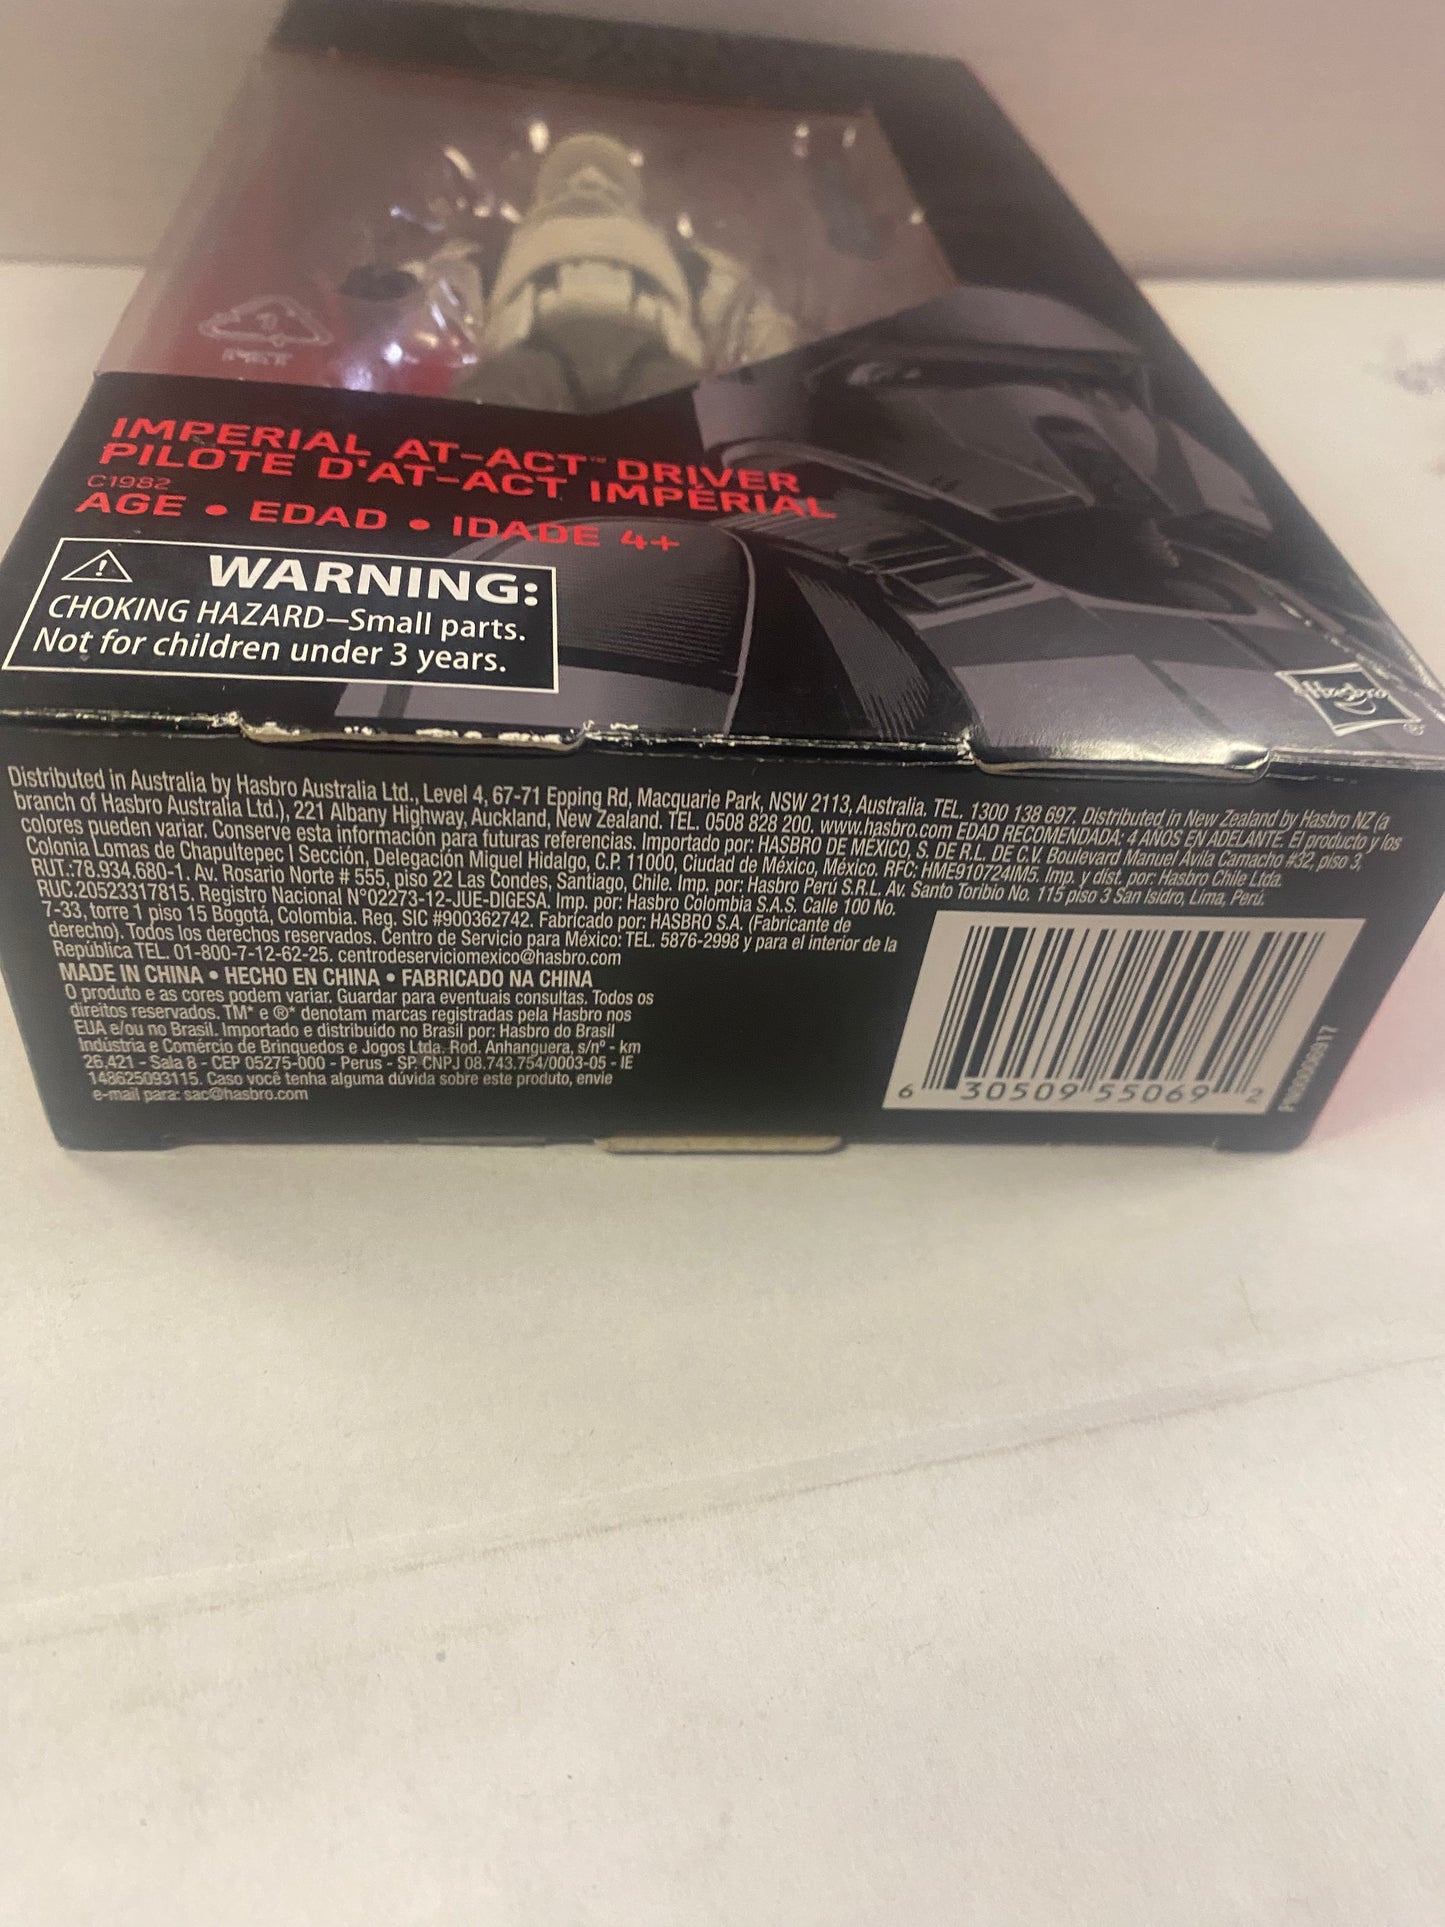 IMPERIAL AT-ACT™ DRIVER
PILOTE D'AT-ACT IMPÉRIAL
C1982
AGE • EDAD • IDADE 4+
WARNING:
CHOKING HAZARD—Small parts.
Not for children under 3 years.
Hasbro
®
Distributed in Australia by Hasbro Australia Ltd., Level 4, 67-71 Epping Rd, Macquarie Park, NSW 2113, Australia. TEL. 1300 138 697. Distributed in New Zealand by Hasbro NZ (a
branch of Hasbro Australia Ltd.), 221 Albany Highway, Auckland, New Zealand. TEL. 0508 828 200. www.hasbro.com EDAD RECOMENDADA: 4 AÑOS EN ADELANTE. El producto y los
colores pueden variar. Conserve esta información para futuras referencias. Importado por: HASBRO DE MÉXICO, S. DE R.L. DE C.V. Boulevard Manuel Ávila Camacho #32, piso 3,
Colonia Lomas de Chapultepec I Sección, Delegación Miguel Hidalgo, C.P. 11000, Ciudad de México, México. RFC: HME910724IM5. Imp. y dist. por: Hasbro Chile Ltda.
RUT.:78.934.680-1. Av. Rosario Norte # 555, piso 22 Las Condes, Santiago, Chile. Imp. por: Hasbro Perú S.R.L. Av. Santo Toribio No. 115 piso 3 San Isidro, Lima, Perú.
RUC.20523317815. Registro Nacional N°02273-12-JUE-DIGESA. Imp. por: Hasbro Colombia S.A.S. Calle 100 No.
7-33, torre 1 piso 15 Bogotá, Colombia. Reg. SIC #900362742. Fabricado por: HASBRO S.A. (Fabricante de
derecho). Todos los derechos reservados. Centro de Servicio para México: TEL. 5876-2998 y para el interior de la
República TEL. 01-800-7-12-62-25. centrodeserviciomexico@hasbro.com
MADE IN CHINA • HECHO EN CHINA • FABRICADO NA CHINA
O produto e as cores podem variar. Guardar para eventuais consultas. Todos os
direitos reservados. TM* e ®* denotam marcas registradas pela Hasbro nos
EUA e/ou no Brasil. Importado e distribuído no Brasil por: Hasbro do Brasil
Indústria e Comércio de Brinquedos e Jogos Ltda. Rod. Anhanguera, s/nº - km
26,421 - Sala 8 - CEP 05275-000 - Perus - SP. CNPJ 08.743.754/0003-05 - IE
148625093115. Caso você tenha alguma dúvida sobre este produto, envie
e-mail para: sac@hasbro.com
6 30509 55069 2